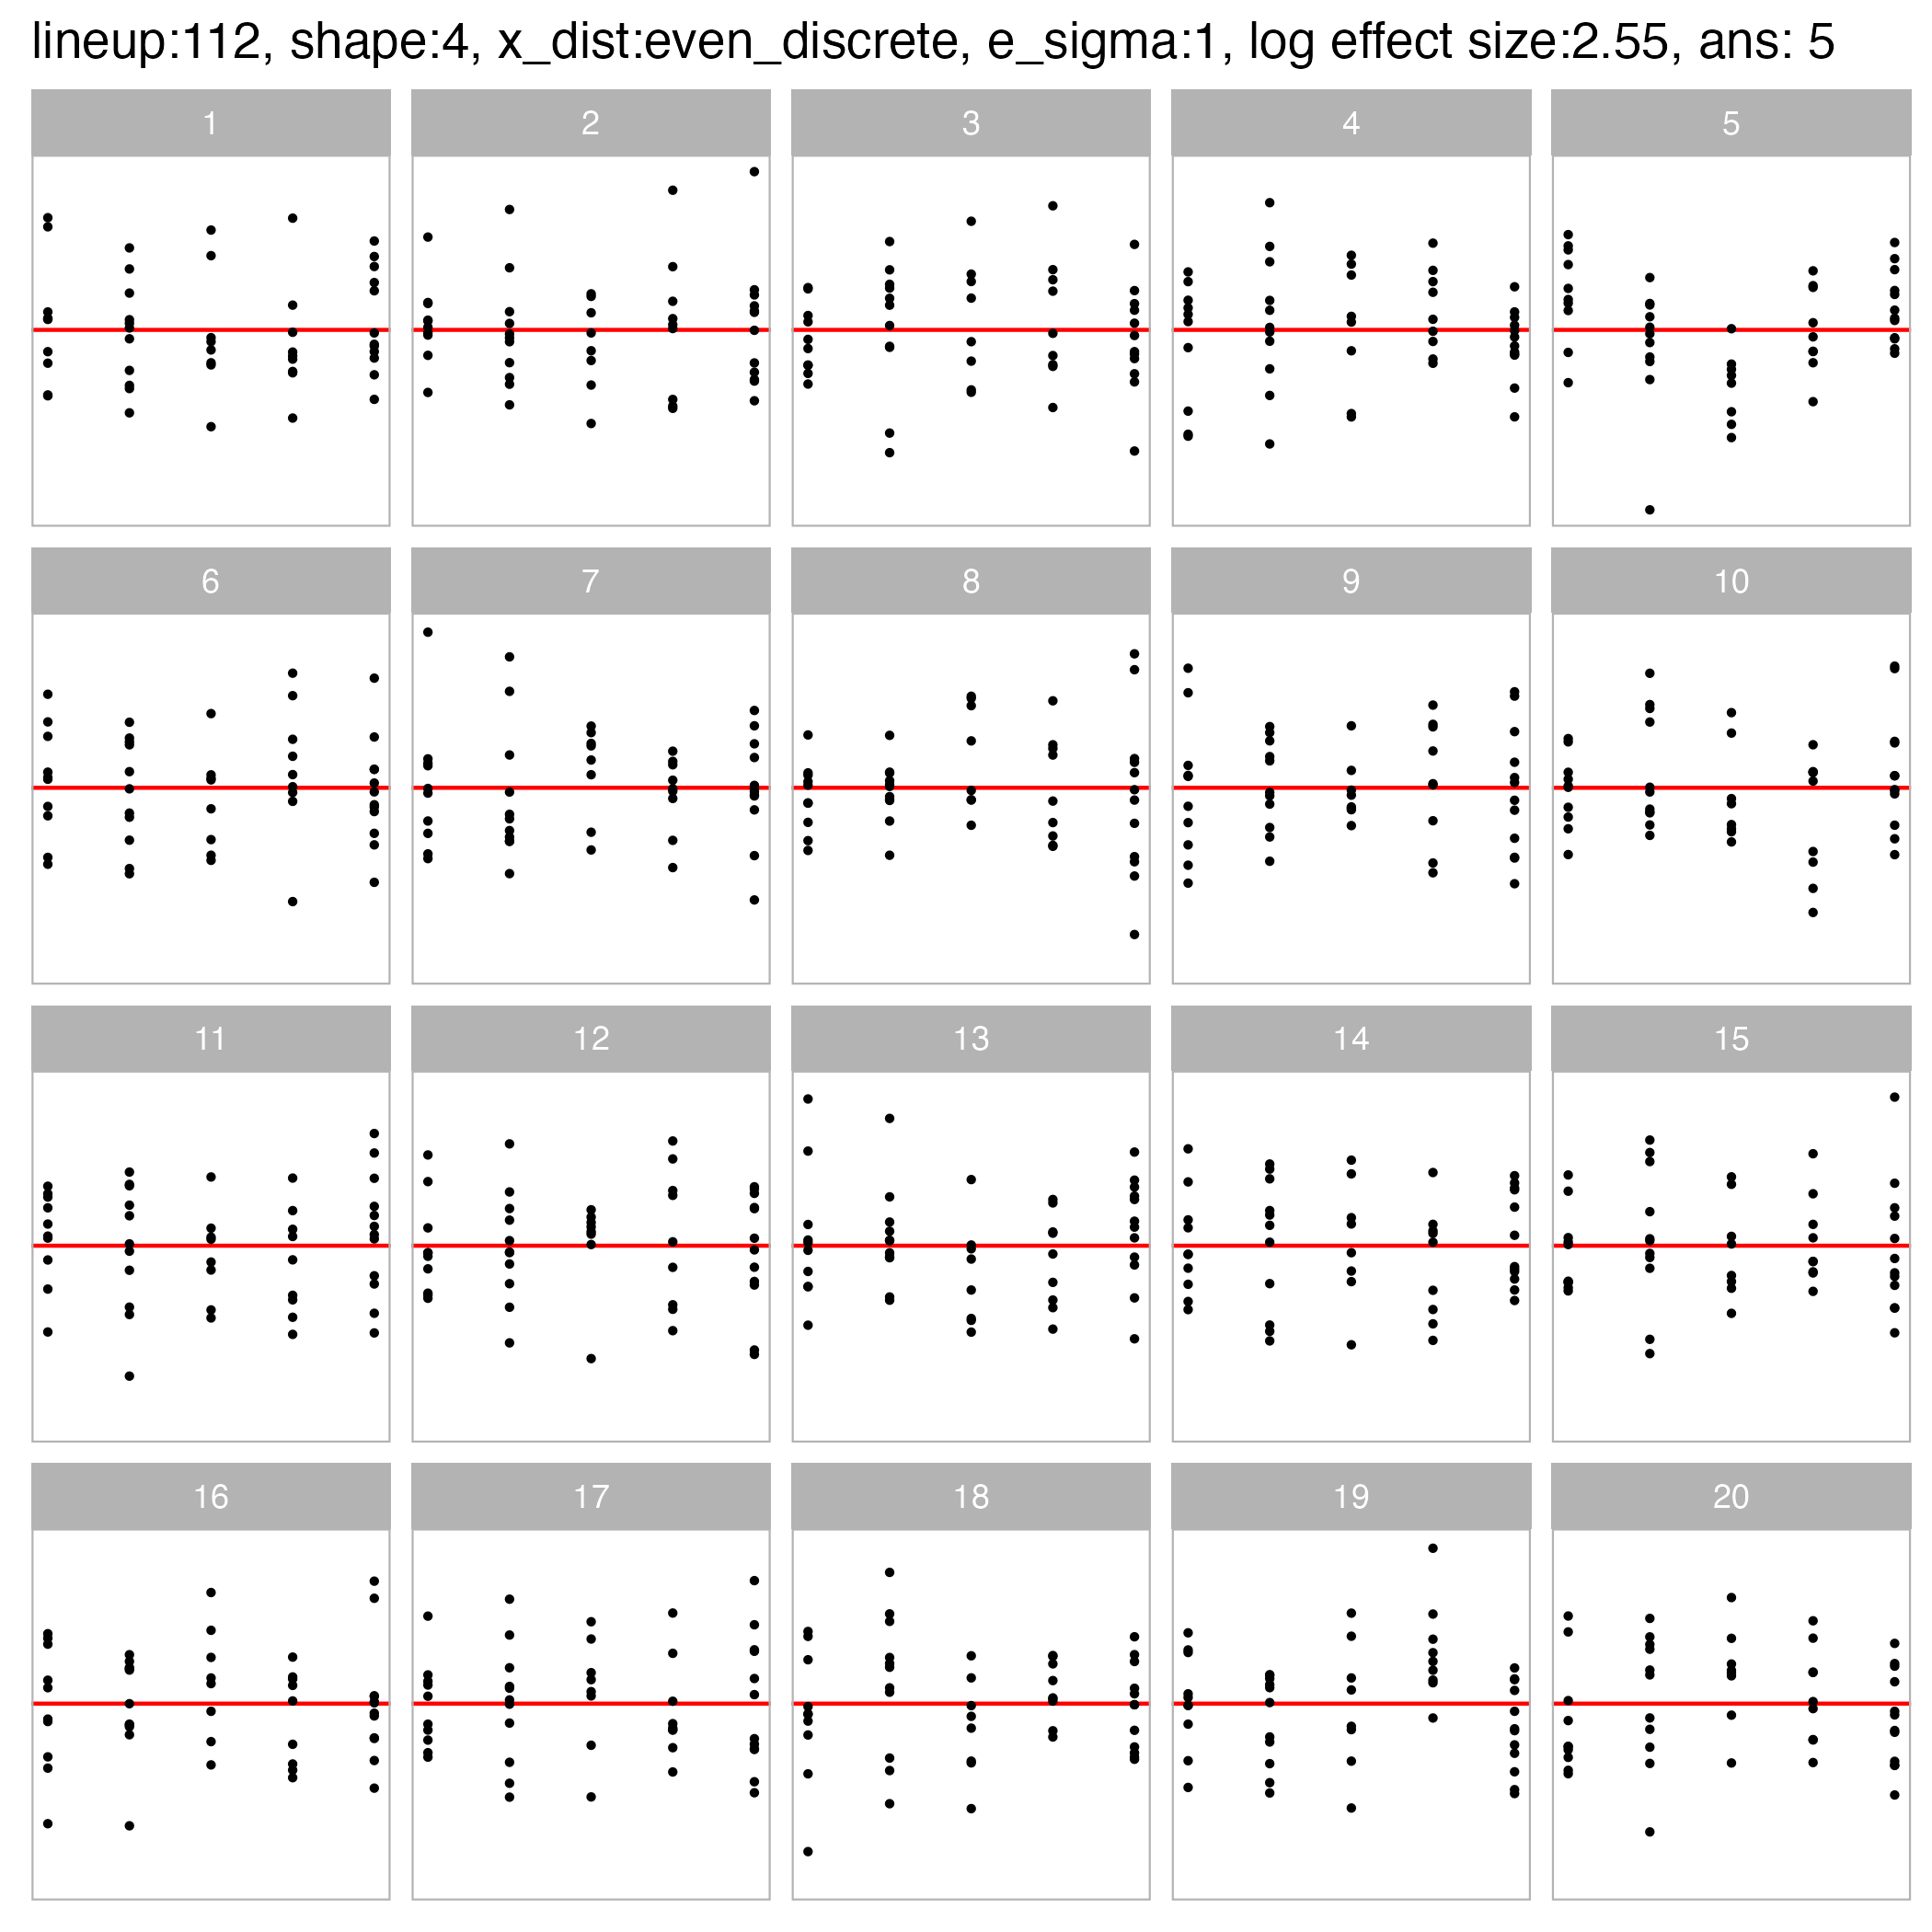 lineup:112, shape:4, x_dist:even_discrete, e_sigma:1, log effect size:2.55, ans: 5
1 2 3 4 5
6 7 8 9 10
11 12 13 14 15
16 17 18 19 20